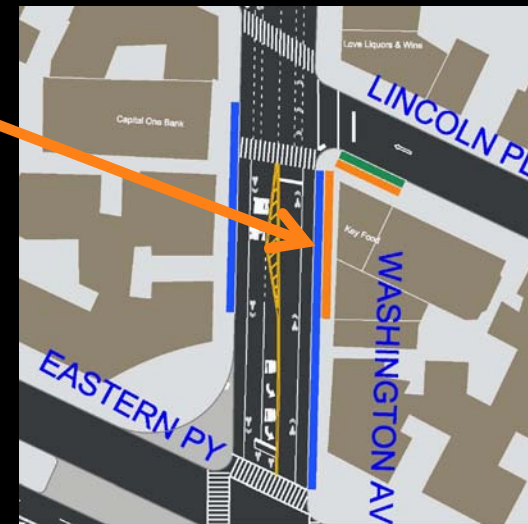 Love Liquors & Wine
LINCOLN PL
Capital One Bank
Key Food
WASHINGTON AV
EASTERN PY